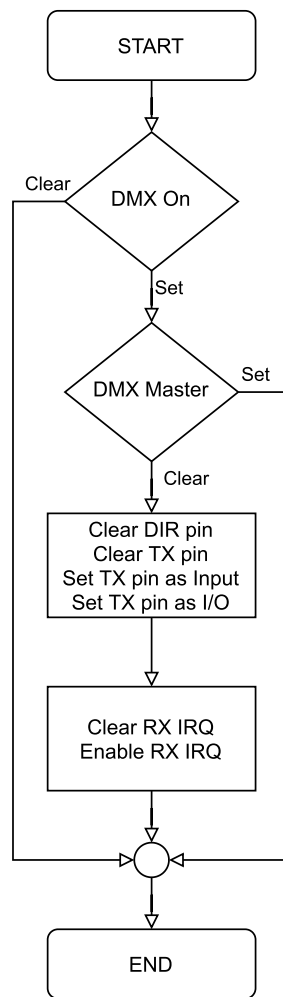 START
Clear
DMX On
Set
DMX Master
Set
Clear
Clear DIR pin
Clear TX pin
Set TX pin as Input
Set TX pin as I/O
Clear RX IRQ
Enable RX IRQ
END